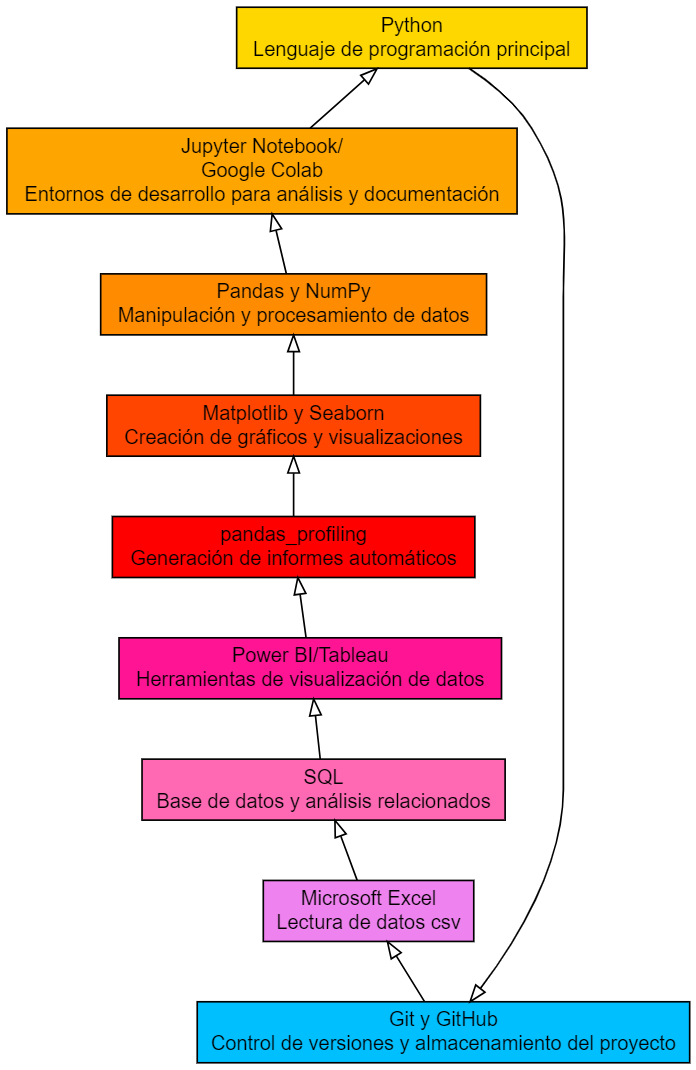 Python
Lenguaje de programación principal
Jupyter Notebook/
Google Colab
Entornos de desarrollo para análisis y documentación
Pandas y NumPy
Manipulación y procesamiento de datos
Matplotlib y Seaborn
Creación de gráficos y visualizaciones
pandas_profiling
Generación de informes automáticos
Power BI/Tableau
Herramientas de visualización de datos
SQL
Base de datos y análisis relacionados
Microsoft Excel
Lectura de datos csv
Git y GitHub
Control de versiones y almacenamiento del proyecto